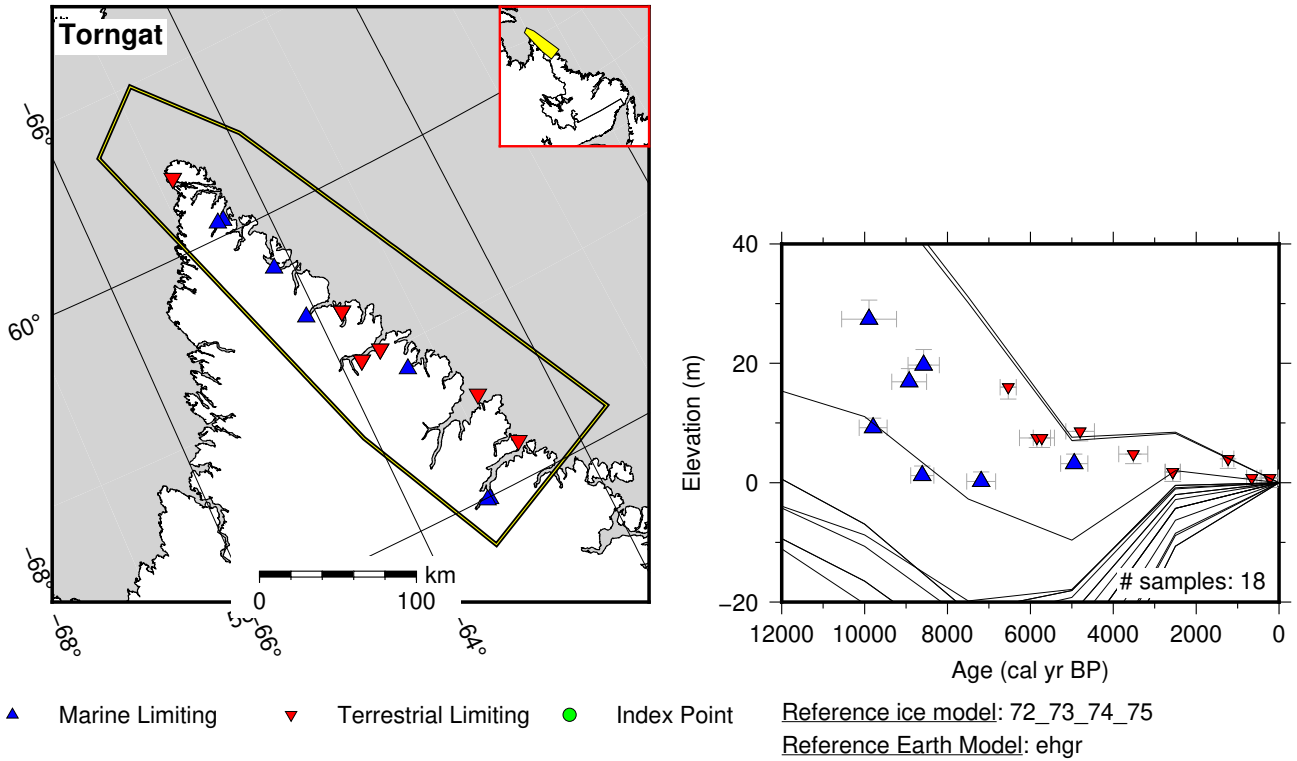 Torngat
−66°
60°
−68°
−68°
−66°
−64°
km
0 100
Elevation (m)
40
20
0
−20
# samples: 18
12000 10000 8000 6000 4000 2000 0
Age (cal yr BP)
Marine Limiting Terrestrial Limiting Index Point
Reference ice model: 72_73_74_75
Reference Earth Model: ehgr